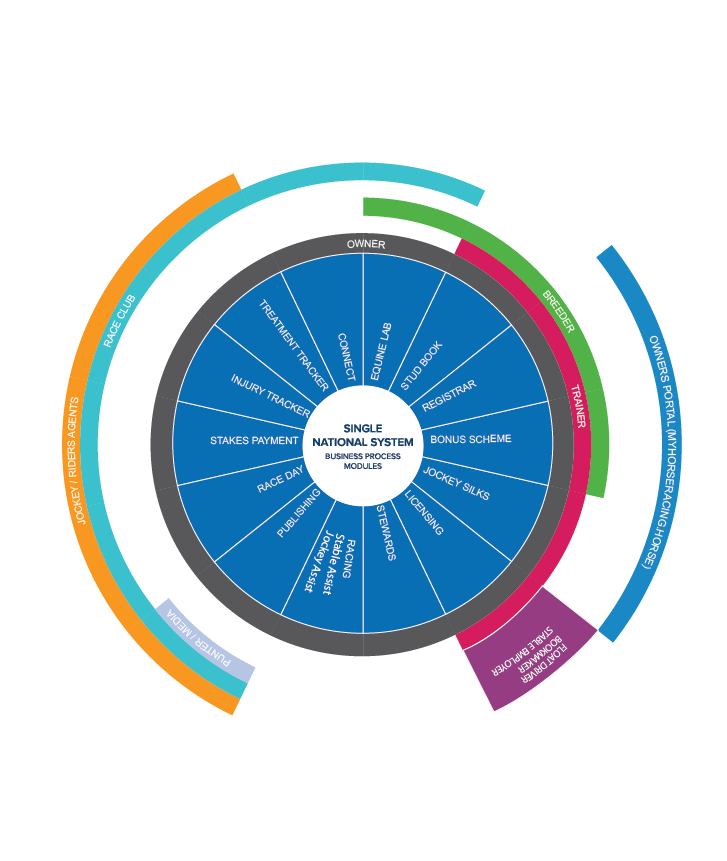 OWNER
BREEDER
TRAINER
OWNERS PORTAL (MYHORSERACING HORSE)
RACE CLUB
JOCKEY / RIDERS AGENTS
PUNTER / MEDIA
FLOAT DRIVER
BOOKMAKER
STABLE EMPLOYER
SINGLE
NATIONAL SYSTEM
BUSINESS PROCESS
MODULES
EQUINE LAB
STUD BOOK
REGISTRAR
BONUS SCHEME
JOCKEY SILKS
LICENSING
STEWARDS
RACING
Stable Assist
Jockey Assist
PUBLISHING
RACE DAY
STAKES PAYMENT
INJURY TRACKER
TREATMENT TRACKER
CONNECT